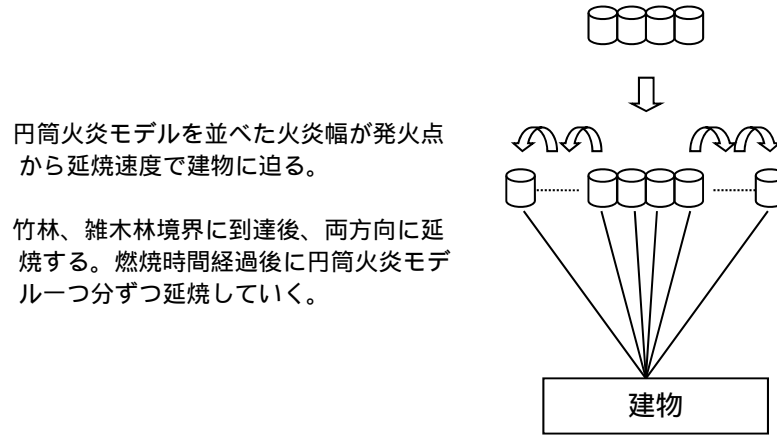 円筒火炎モデルを並べた火炎幅が発火点
から延焼速度で建物に迫る。
竹林、雑木林境界に到達後、両方向に延
焼する。燃焼時間経過後に円筒火炎モデ
ル一つ分ずつ延焼していく。
建物